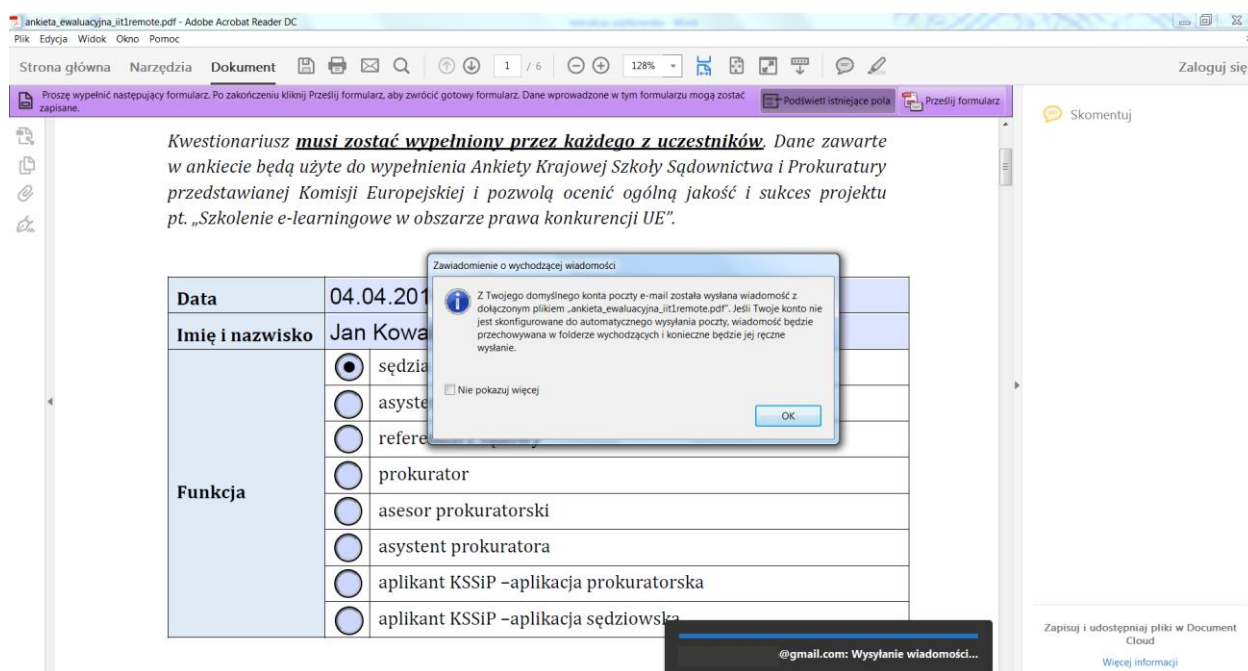 ankieta_ewaluacyjna_iit1remote.pdf - Adobe Acrobat Reader DC
Plik Edycja Widok Okno Pomoc
Strona główna Narzędzia Dokument 1 / 6 128% Zaloguj się
Proszę wypełnić następujący formularz. Po zakończeniu kliknij Prześlij formularz, aby zwrócić gotowy formularz. Dane wprowadzone w tym formularzu mogą zostać
zapisane.
Podświetl istniejące pola Prześlij formularz
Skomentuj
Kwestionariusz musi zostać wypełniony przez każdego z uczestników. Dane zawarte
w ankiecie będą użyte do wypełnienia Ankiety Krajowej Szkoły Sądownictwa i Prokuratury
przedstawianej Komisji Europejskiej i pozwolą ocenić ogólną jakość i sukces projektu
pt. „Szkolenie e-learningowe w obszarze prawa konkurencji UE”.
Zawiadomienie o wychodzącej wiadomości
Z Twojego domyślnego konta poczty e-mail została wysłana wiadomość z
dołączonym plikiem „ankieta_ewaluacyjna_iit1remote.pdf”. Jeśli Twoje konto nie
jest skonfigurowane do automatycznego wysyłania poczty, wiadomość będzie
przechowywana w folderze wychodzących i konieczne będzie jej ręczne
wysłanie.
Nie pokazuj więcej
OK
Data 04.04.201
Imię i nazwisko Jan Kowa
Funkcja
sędzia
asyste
refere
prokurator
asesor prokuratorski
asystent prokuratora
aplikant KSSiP –aplikacja prokuratorska
aplikant KSSiP –aplikacja sędziowska
@gmail.com: Wysyłanie wiadomości...
Zapisuj i udostępniaj pliki w Document
Cloud
Więcej informacji